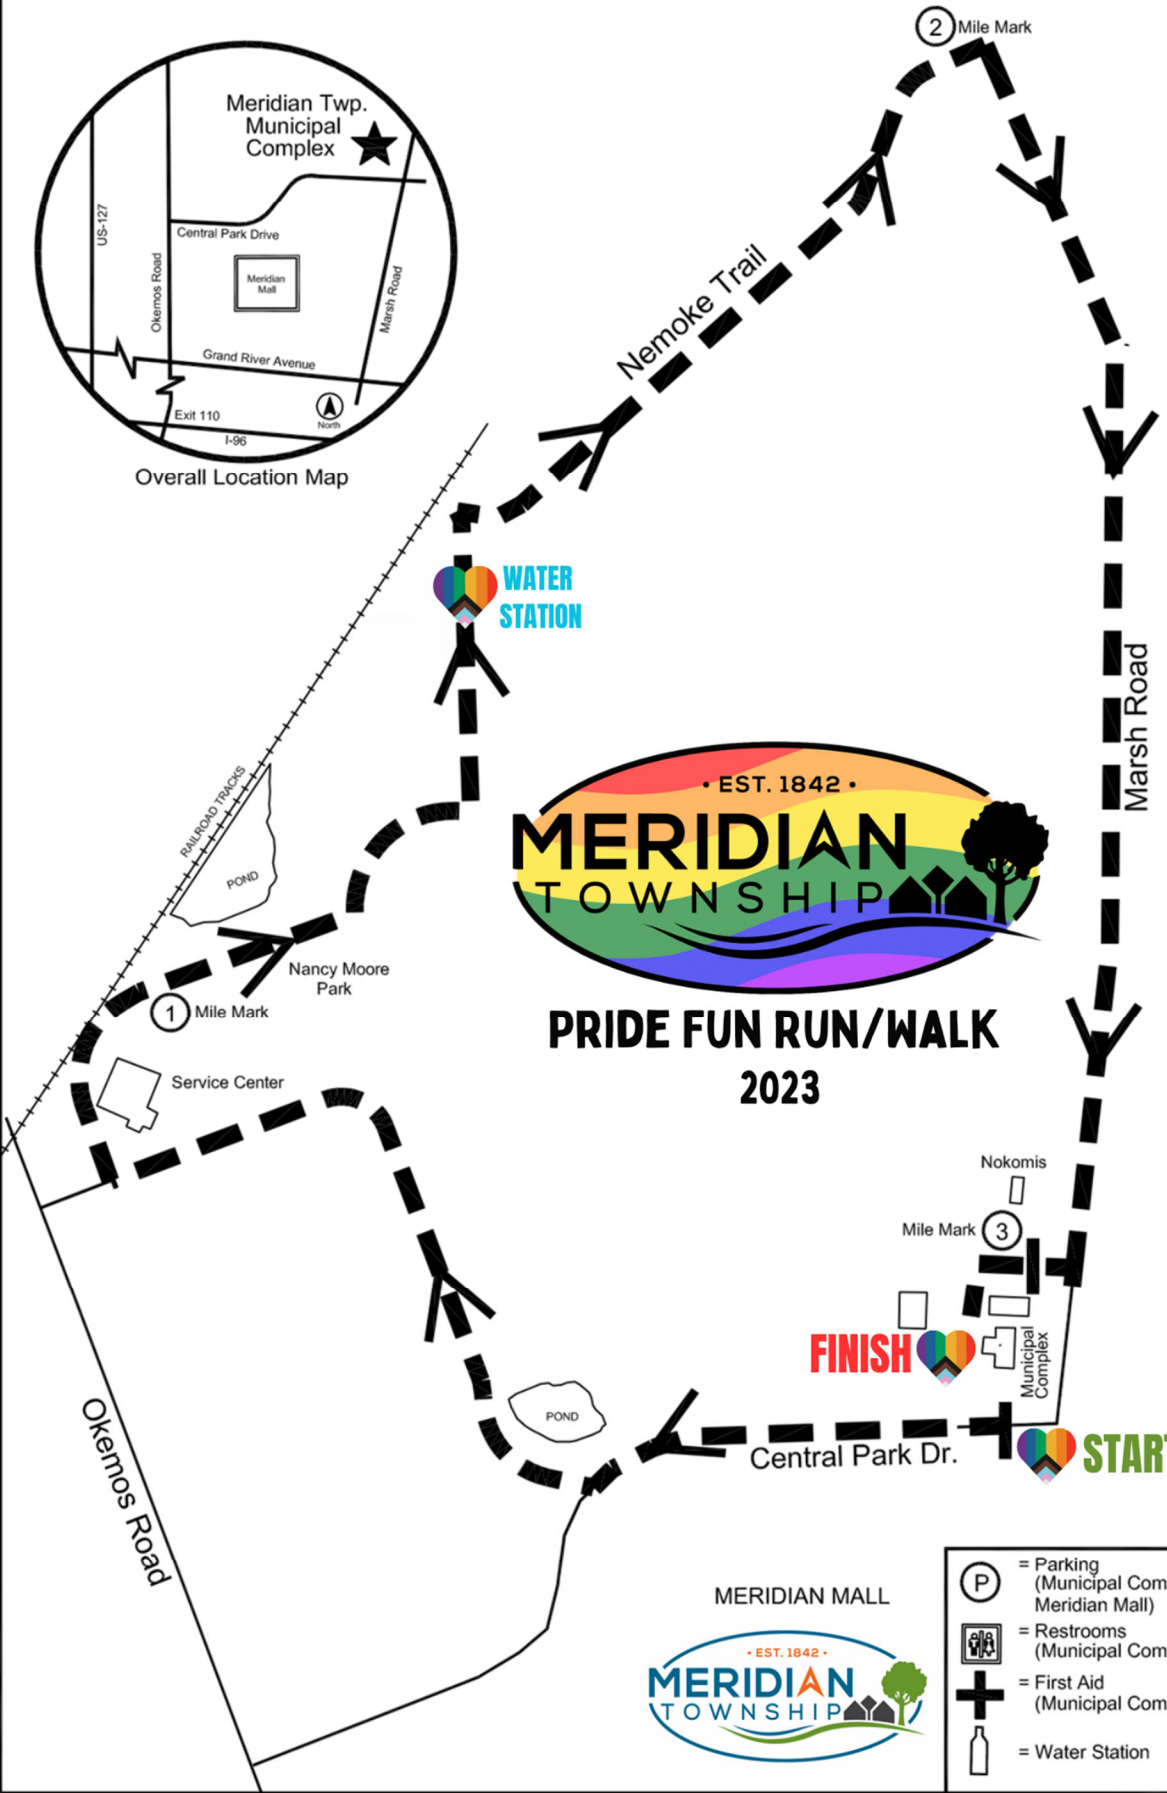 2 Mile Mark
Meridian Twp.
Municipal
Complex
US-127
Okemos Road
Central Park Drive
Meridian
Mall
Marsh Road
Grand River Avenue
Exit 110
I-96
North
Overall Location Map
Nemoke Trail
WATER
STATION
Marsh Road
RAILROAD TRACKS
POND
• EST. 1842 •
MERIDIAN
TOWNSHIP
Nancy Moore
Park
1 Mile Mark
PRIDE FUN RUN/WALK
2023
Service Center
Nokomis
Mile Mark 3
FINISH
Municipal
Complex
POND
Central Park Dr.
START
Okemos Road
MERIDIAN MALL
• EST. 1842 •
MERIDIAN
TOWNSHIP
P = Parking
(Municipal Com
Meridian Mall)
= Restrooms
(Municipal Com
= First Aid
(Municipal Com
= Water Station